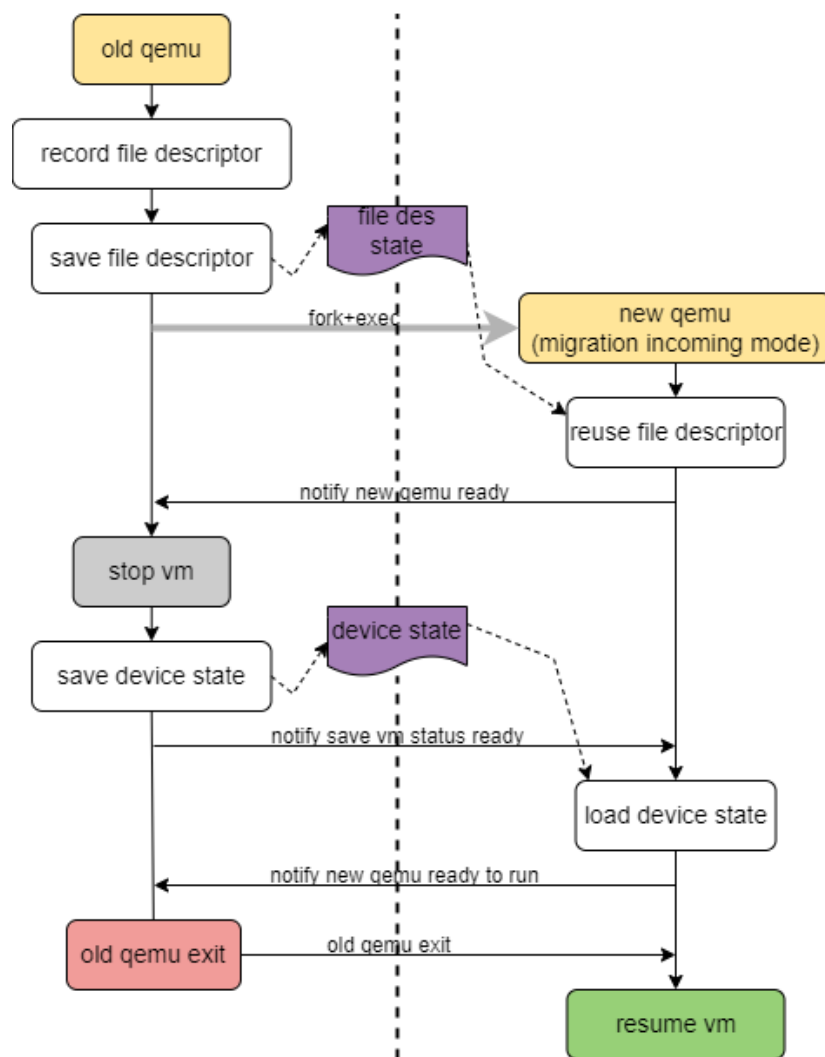 old qemu
record file descriptor
save file descriptor
file des
state
fork+exec
new qemu
(migration incoming mode)
reuse file descriptor
notify new qemu ready
stop vm
device state
save device state
notify save vm status ready
load device state
notify new qemu ready to run
old qemu exit
old qemu exit
resume vm